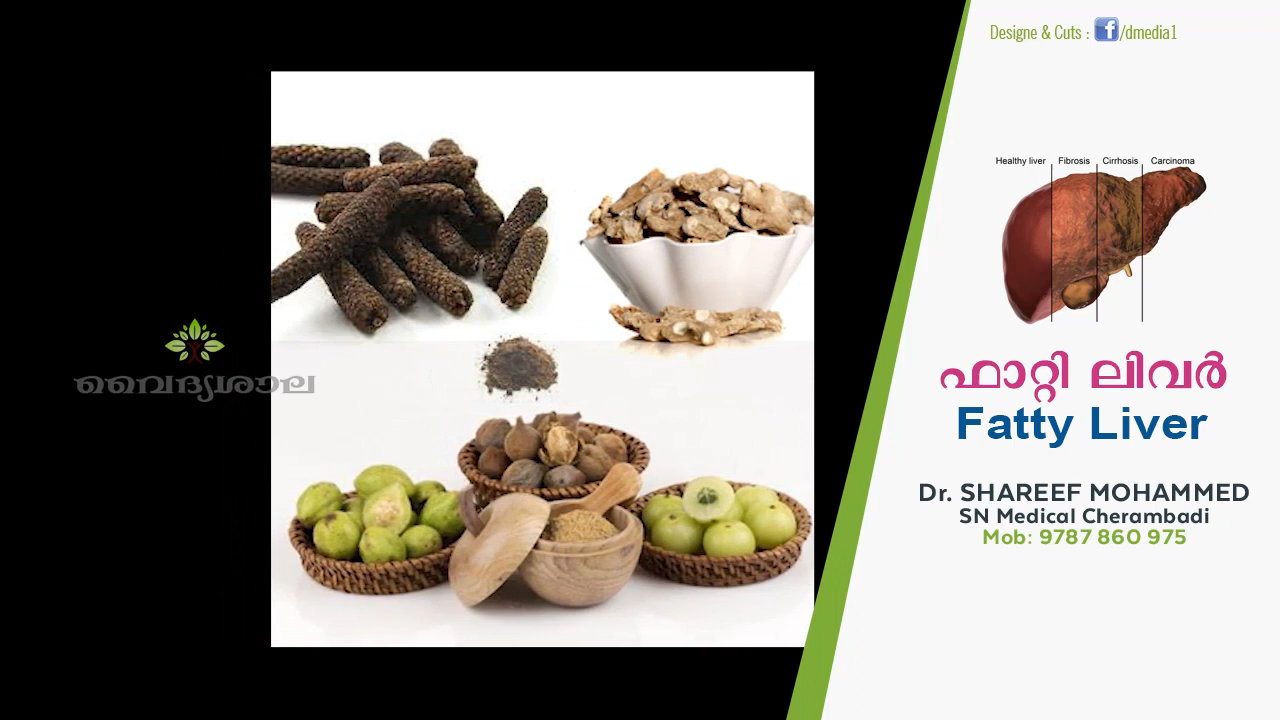 Designe & Cuts : f/dmedia1
Healthy liver Fibrosis Cirrhosis Carcinoma
വൈദ്യശാല
ഫാറ്റി ലിവർ
Fatty Liver
Dr. SHAREEF MOHAMMED
SN Medical Cherambadi
Mob: 9787 860 975